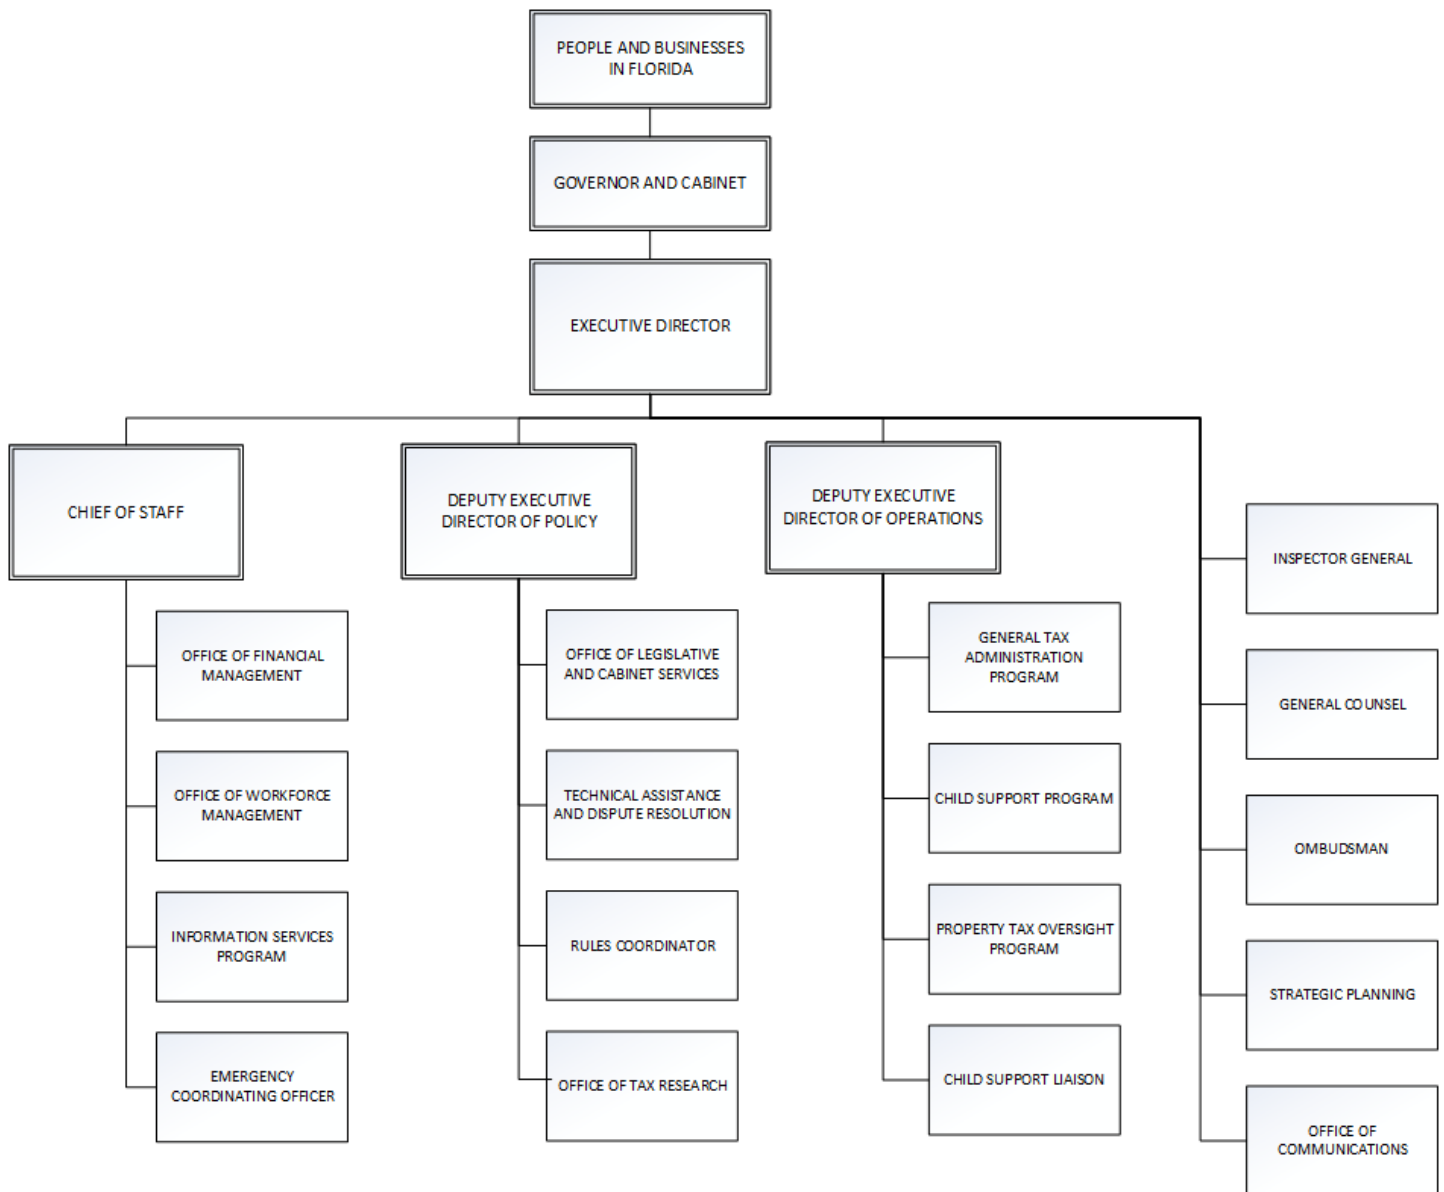 PEOPLE AND BUSINESSES
IN FLORIDA
GOVERNOR AND CABINET
EXECUTIVE DIRECTOR
CHIEF OF STAFF
OFFICE OF FINANCIAL
MANAGEMENT
OFFICE OF WORKFORCE
MANAGEMENT
INFORMATION SERVICES
PROGRAM
EMERGENCY
COORDINATING OFFICER
DEPUTY EXECUTIVE
DIRECTOR OF POLICY
OFFICE OF LEGISLATIVE
AND CABINET SERVICES
TECHNICAL ASSISTANCE
AND DISPUTE RESOLUTION
RULES COORDINATOR
OFFICE OF TAX RESEARCH
DEPUTY EXECUTIVE
DIRECTOR OF OPERATIONS
GENERAL TAX
ADMINISTRATION
PROGRAM
CHILD SUPPORT PROGRAM
PROPERTY TAX OVERSIGHT
PROGRAM
CHILD SUPPORT LIAISON
INSPECTOR GENERAL
GENERAL COUNSEL
OMBUDSMAN
STRATEGIC PLANNING
OFFICE OF
COMMUNICATIONS